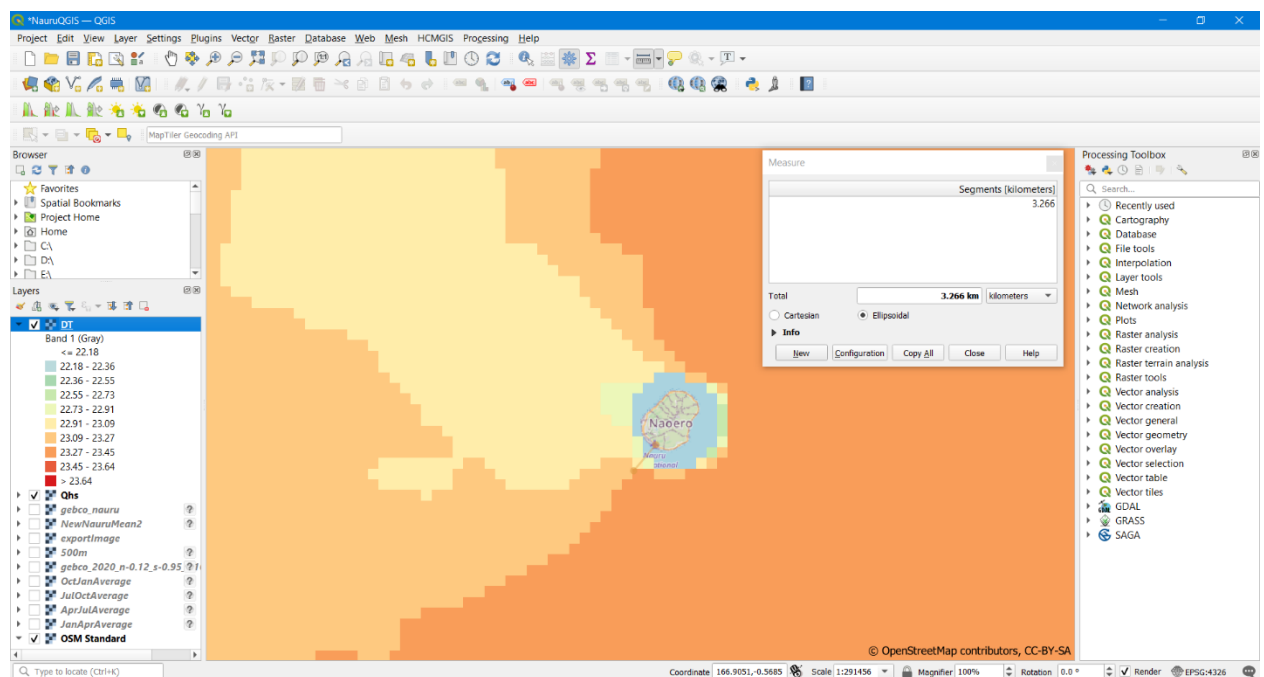 *NauruQGIS — QGIS
Project Edit View Layer Settings Plugins Vector Raster Database Web Mesh HCMGIS Processing Help
MapTiler Geocoding API
Browser
Favorites
Spatial Bookmarks
Project Home
Home
C:\
D:\
E:\
Layers
DT
Band 1 (Gray)
<= 22.18
22.18 - 22.36
22.36 - 22.55
22.55 - 22.73
22.73 - 22.91
22.91 - 23.09
23.09 - 23.27
23.27 - 23.45
23.45 - 23.64
> 23.64
Qhs
gebco_nauru
NewNauruMean2
exportImage
500m
gebco_2020_n-0.12_s-0.95_
OctJanAverage
JulOctAverage
AprJulAverage
JanAprAverage
OSM Standard
Naoero
Nauru
© OpenStreetMap contributors, CC-BY-SA
Measure
Segments [kilometers]
3.266
Total 3.266 km kilometers
Cartesian Ellipsoidal
Info
New Configuration Copy All Close Help
Processing Toolbox
Search...
Recently used
Cartography
Database
File tools
Interpolation
Layer tools
Mesh
Network analysis
Plots
Raster analysis
Raster creation
Raster terrain analysis
Raster tools
Vector analysis
Vector creation
Vector general
Vector geometry
Vector overlay
Vector selection
Vector table
Vector tiles
GDAL
GRASS
SAGA
Type to locate (Ctrl+K) Coordinate 166.9051,-0.5685 Scale 1:291456 Magnifier 100% Rotation 0.0 ° Render EPSG:4326